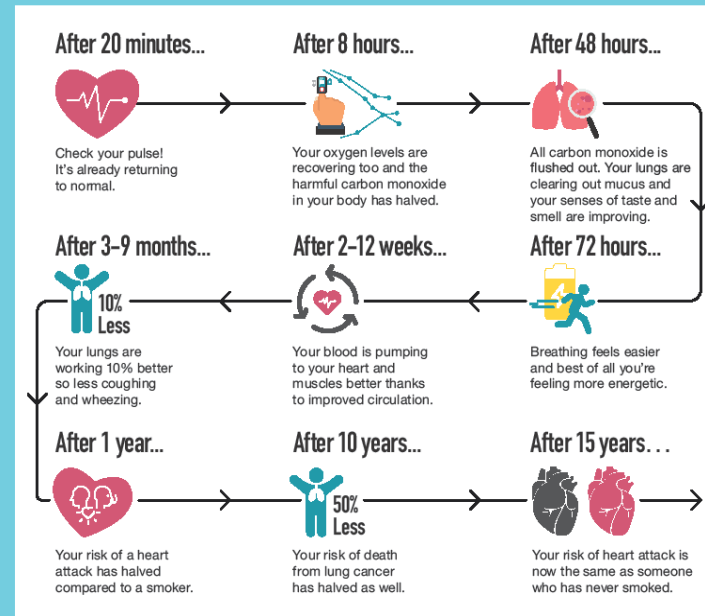 After 20 minutes...
Check your pulse!
It's already returning
to normal.
After 8 hours...
Your oxygen levels are
recovering too and the
harmful carbon monoxide
in your body has halved.
After 48 hours...
All carbon monoxide is
flushed out. Your lungs are
clearing out mucus and
your senses of taste and
smell are improving.
After 72 hours...
Breathing feels easier
and best of all you're
feeling more energetic.
After 2-12 weeks...
Your blood is pumping
to your heart and
muscles better thanks
to improved circulation.
After 3-9 months...
10%
Less
Your lungs are
working 10% better
so less coughing
and wheezing.
After 1 year...
Your risk of a heart
attack has halved
compared to a smoker.
After 10 years...
50%
Less
Your risk of death
from lung cancer
has halved as well.
After 15 years...
Your risk of heart attack is
now the same as someone
who has never smoked.